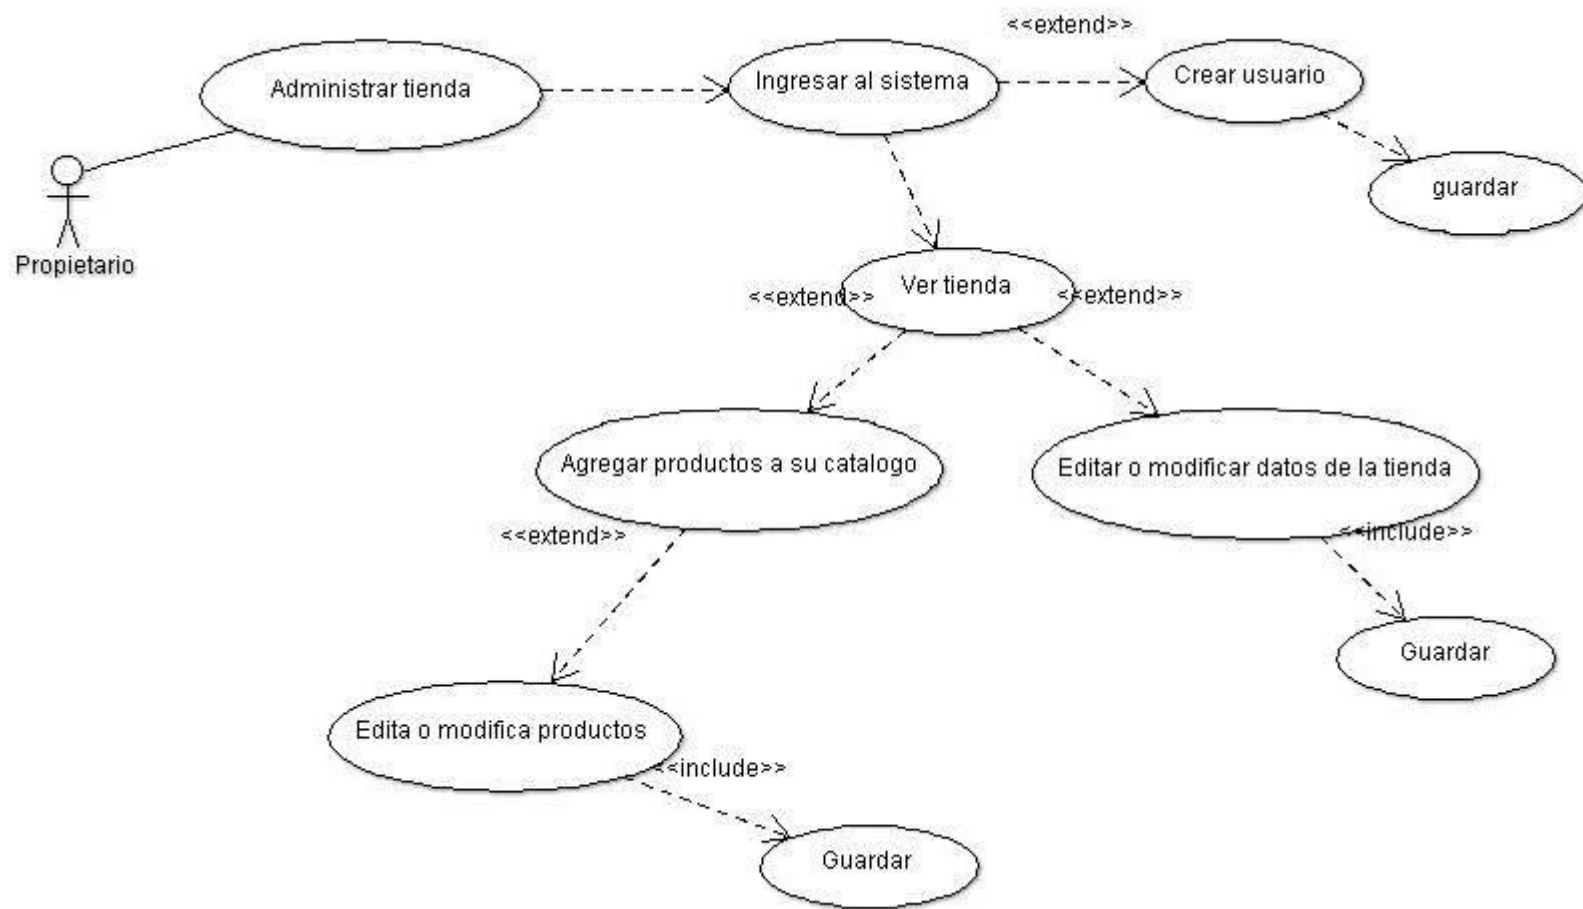 <<extend>>
Administrar tienda
Ingresar al sistema
Crear usuario
guardar
Propietario
Ver tienda
<<extend>>
<<extend>>
Agregar productos a su catalogo
Editar o modificar datos de la tienda
<<extend>>
<<include>>
Guardar
Edita o modifica productos
<<include>>
Guardar